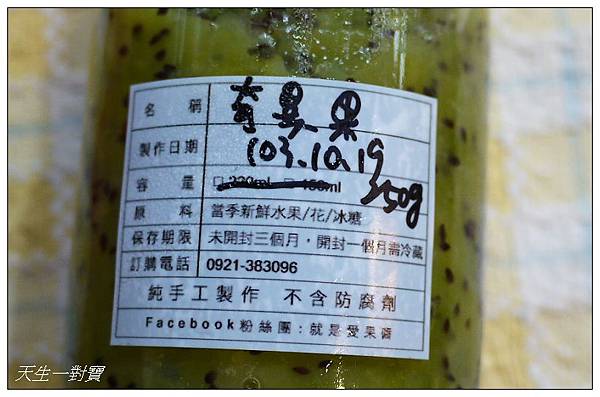 名稱 奇異果
製作日期 103.10.19
容量 □ 220ml □ 450ml 350g
原料 當季新鮮水果/花/冰糖
保存期限 未開封三個月，開封一個月需冷藏
訂購電話 0921-383096
純手工製作 不含防腐劑
Facebook粉絲團：就是愛果醬
天生一對寶